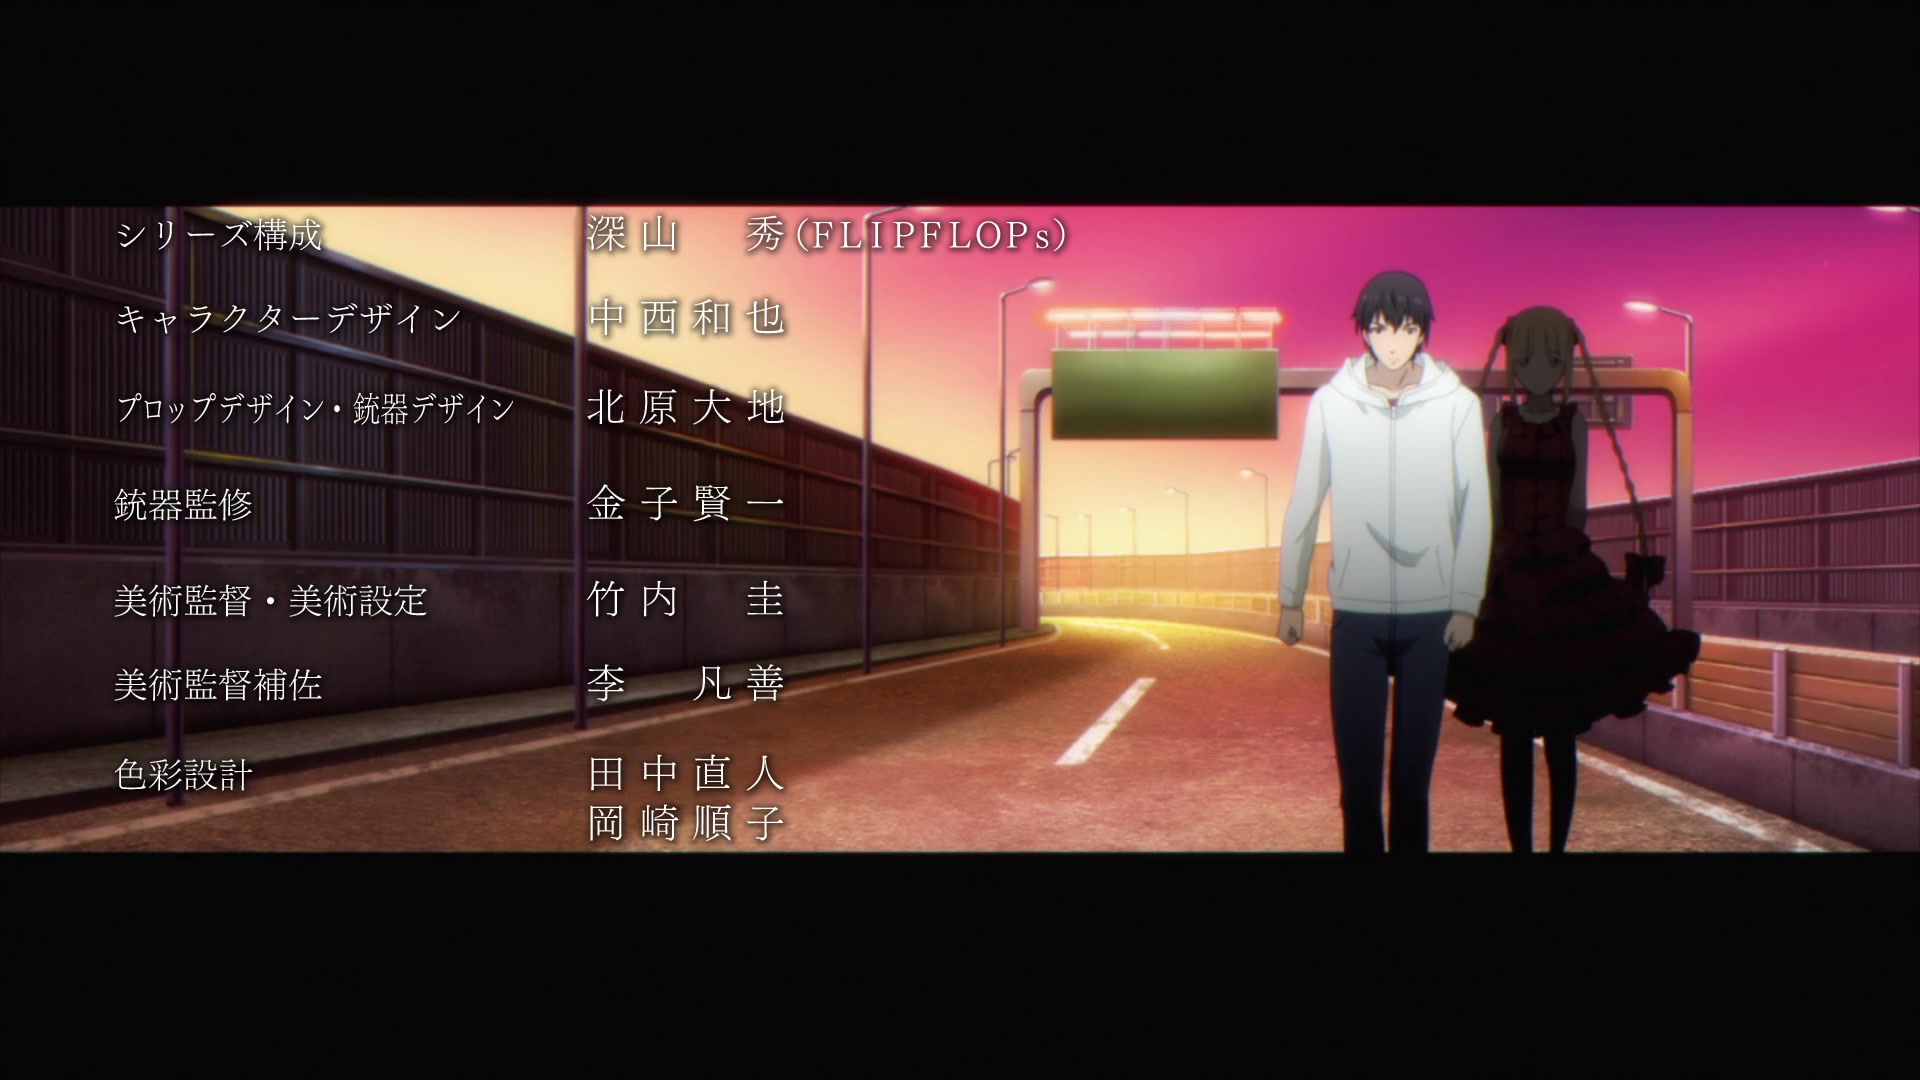 シリーズ構成 深山 秀(FLIPFLOPs)
キャラクターデザイン 中西和也
プロップデザイン・銃器デザイン 北原大地
銃器監修 金子賢一
美術監督・美術設定 竹内 圭
美術監督補佐 李 凡善
色彩設計 田中直人
岡崎順子